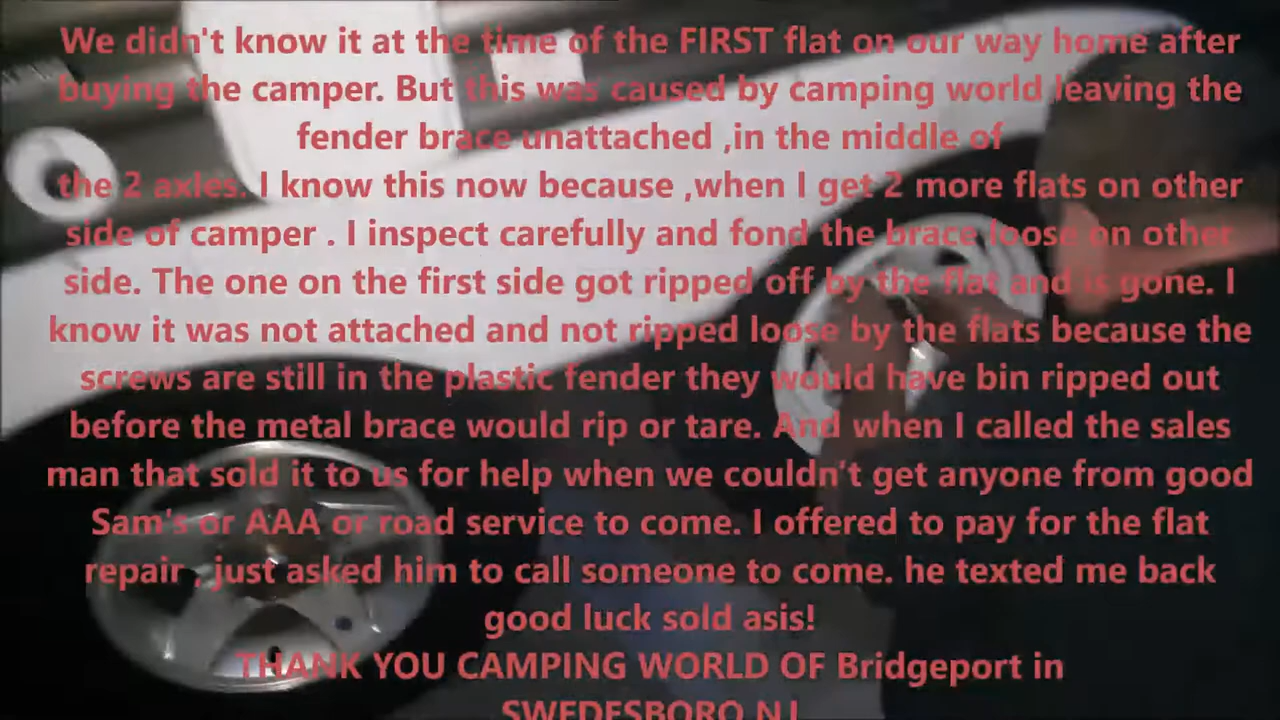 We didn't know it at the time of the FIRST flat on our way home after
buying the camper. But this was caused by camping world leaving the
fender brace unattached ,in the middle of
the 2 axles. I know this now because ,when I get 2 more flats on other
side of camper . I inspect carefully and fond the brace loose on other
side. The one on the first side got ripped off by the flat and is gone. I
know it was not attached and not ripped loose by the flats because the
screws are still in the plastic fender they would have bin ripped out
before the metal brace would rip or tare. And when I called the sales
man that sold it to us for help when we couldn't get anyone from good
Sam's or AAA or road service to come. I offered to pay for the flat
repair , just asked him to call someone to come. he texted me back
good luck sold asis!
THANK YOU CAMPING WORLD OF Bridgeport in
SWEDESBORO NJ